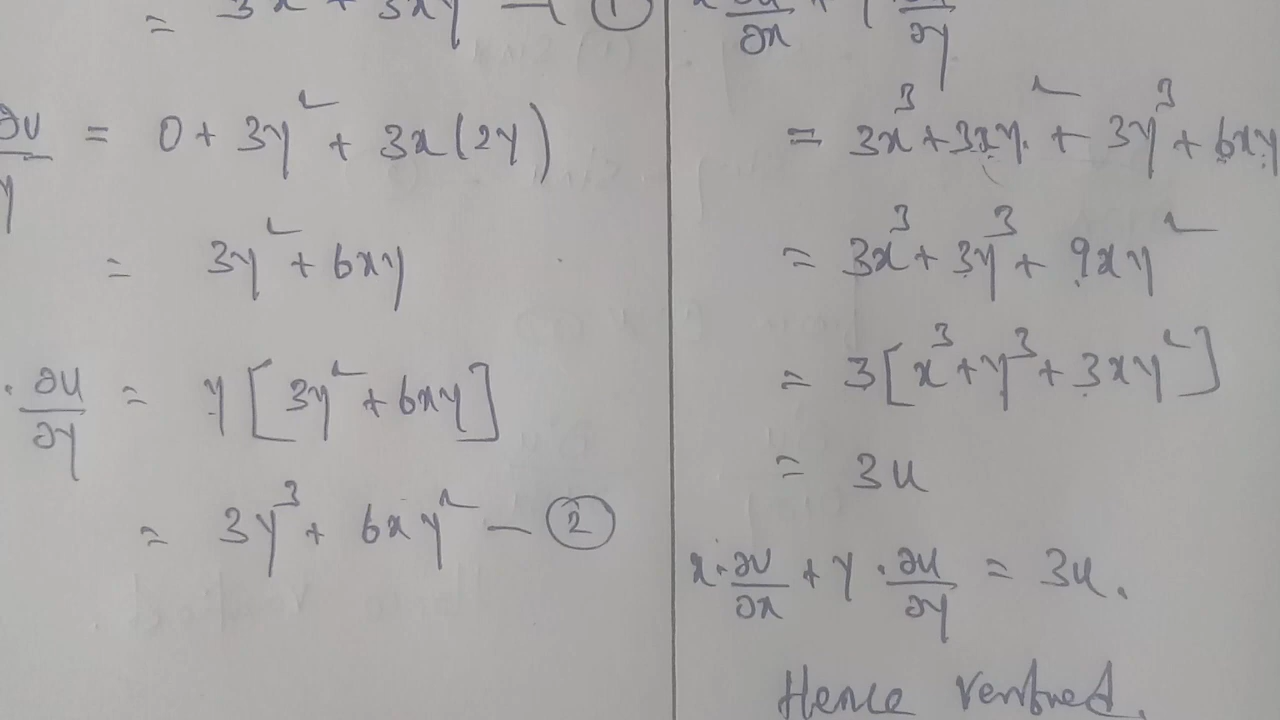 = 3x + 3xy — ①
∂u/y = 0 + 3y² + 3x(2y)
= 3y² + 6xy
· ∂u/∂y = y[3y² + 6xy]
= 3y³ + 6xy² — ②
∂x ∂y
= 3x³ + 3xy² + 3y³ + 6xy
= 3x³ + 3y³ + 9xy²
= 3[x³ + y³ + 3xy²]
= 3u
x · ∂u/∂x + y · ∂u/∂y = 3u.
Hence Verified.